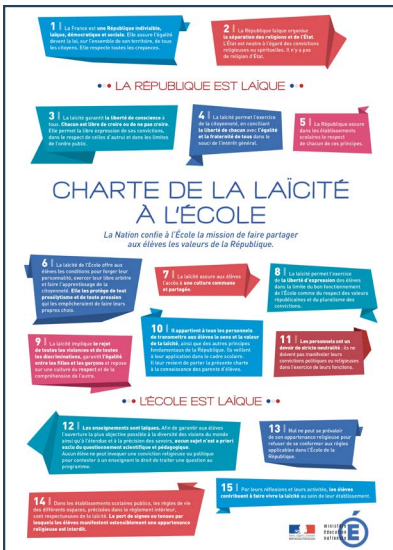 1 | La France est une République indivisible,
laïque, démocratique et sociale. Elle assure l'égalité
devant la loi, sur l'ensemble de son territoire, de tous
les citoyens. Elle respecte toutes les croyances.
2 | La République laïque organise
la séparation des religions et de l'État.
L'État est neutre à l'égard des convictions
religieuses ou spirituelles. Il n'y a pas
de religion d'État.
LA RÉPUBLIQUE EST LAÏQUE
3 | La laïcité garantit la liberté de conscience à
tous. Chacun est libre de croire ou de ne pas croire.
Elle permet la libre expression de ses convictions,
dans le respect de celles d'autrui et dans les limites
de l'ordre public.
4 | La laïcité permet l'exercice
de la citoyenneté, en conciliant
la liberté de chacun avec l'égalité
et la fraternité de tous dans le
souci de l'intérêt général.
5 | La République assure
dans les établissements
scolaires le respect
de chacun de ces principes.
CHARTE DE LA LAÏCITÉ
À L'ÉCOLE
La Nation confie à l'École la mission de faire partager
aux élèves les valeurs de la République.
6 | La laïcité de l'École offre aux
élèves les conditions pour forger leur
personnalité, exercer leur libre arbitre
et faire l'apprentissage de la
citoyenneté. Elle les protège de tout
prosélytisme et de toute pression
qui les empêcheraient de faire leurs
propres choix.
7 | La laïcité assure aux élèves
l'accès à une culture commune
et partagée.
8 | La laïcité permet l'exercice
de la liberté d'expression des élèves
dans la limite du bon fonctionnement
de l'École comme du respect des valeurs
républicaines et du pluralisme des
convictions.
9 | La laïcité implique le rejet
de toutes les violences et de toutes
les discriminations, garantit l'égalité
entre les filles et les garçons et repose
sur une culture du respect et de la
compréhension de l'autre.
10 | Il appartient à tous les personnels
de transmettre aux élèves le sens et la valeur
de la laïcité, ainsi que des autres principes
fondamentaux de la République. Ils veillent
à leur application dans le cadre scolaire.
Il leur revient de porter la présente charte
à la connaissance des parents d'élèves.
11 | Les personnels ont un
devoir de stricte neutralité : ils ne
doivent pas manifester leurs
convictions politiques ou religieuses
dans l'exercice de leurs fonctions.
L'ÉCOLE EST LAÏQUE
12 | Les enseignements sont laïques. Afin de garantir aux élèves
l'ouverture la plus objective possible à la diversité des visions du monde
ainsi qu'à l'étendue et à la précision des savoirs, aucun sujet n'est a priori
exclu du questionnement scientifique et pédagogique.
Aucun élève ne peut invoquer une conviction religieuse ou politique
pour contester à un enseignant le droit de traiter une question au
programme.
13 | Nul ne peut se prévaloir
de son appartenance religieuse pour
refuser de se conformer aux règles
applicables dans l'École de la
République.
14 | Dans les établissements scolaires publics, les règles de vie
des différents espaces, précisées dans le règlement intérieur,
sont respectueuses de la laïcité. Le port de signes ou tenues par
lesquels les élèves manifestent ostensiblement une appartenance
religieuse est interdit.
15 | Par leurs réflexions et leurs activités, les élèves
contribuent à faire vivre la laïcité au sein de leur établissement.
ministère
éducation
nationale